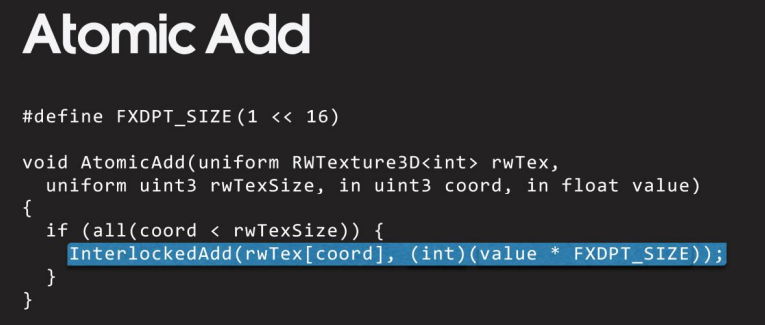 Atomic Add
#define FXDPT_SIZE(1 << 16)
void AtomicAdd(uniform RWTexture3D<int> rwTex,
uniform uint3 rwTexSize, in uint3 coord, in float value)
{
if (all(coord < rwTexSize)) {
InterlockedAdd(rwTex[coord], (int)(value * FXDPT_SIZE));
}
}